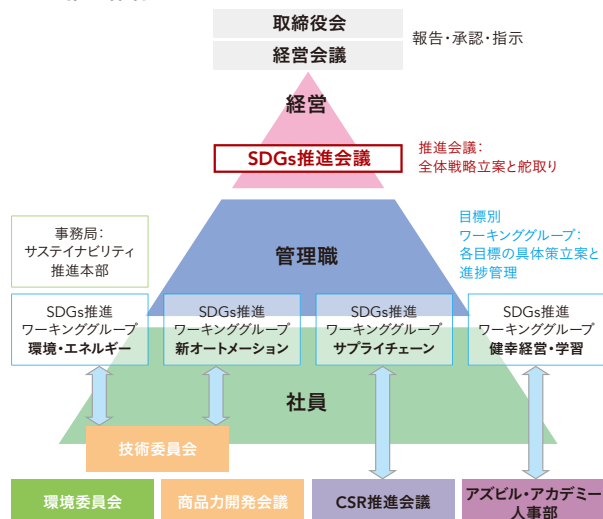 取締役会
経営会議
報告・承認・指示
経営
SDGs推進会議
推進会議：
全体戦略立案と舵取り
事務局：
サステイナビリティ
推進本部
管理職
目標別
ワーキンググループ：
各目標の具体策立案と
進捗管理
SDGs推進
ワーキンググループ
環境・エネルギー
SDGs推進
ワーキンググループ
新オートメーション
SDGs推進
ワーキンググループ
サプライチェーン
SDGs推進
ワーキンググループ
健幸経営・学習
社員
技術委員会
環境委員会
商品力開発会議
CSR推進会議
アズビル・アカデミー
人事部